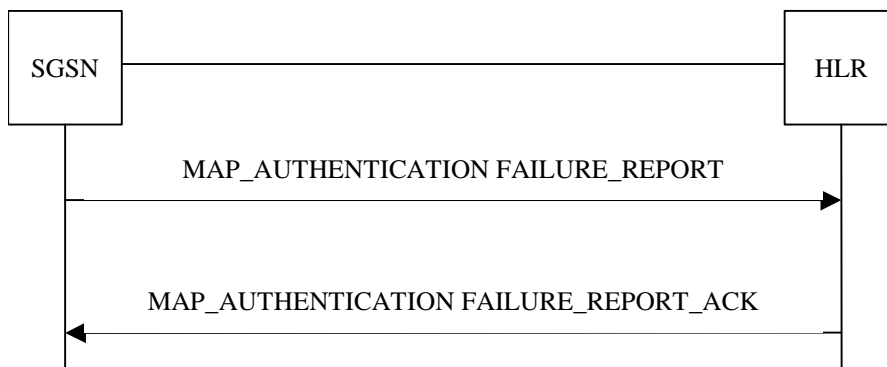 SGSN
HLR
MAP_AUTHENTICATION FAILURE_REPORT
MAP_AUTHENTICATION FAILURE_REPORT_ACK